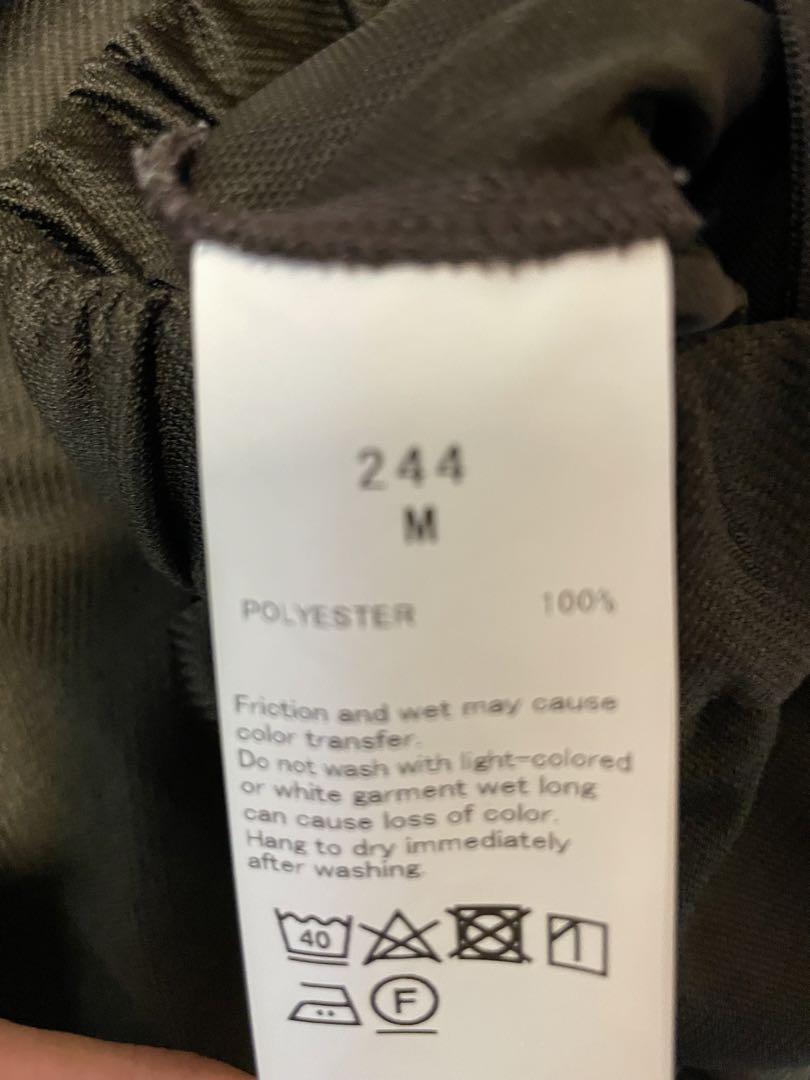 244
M
POLYESTER 100%
Friction and wet may cause
color transfer.
Do not wash with light-colored
or white garment wet long
can cause loss of color.
Hang to dry immediately
after washing.
40
F